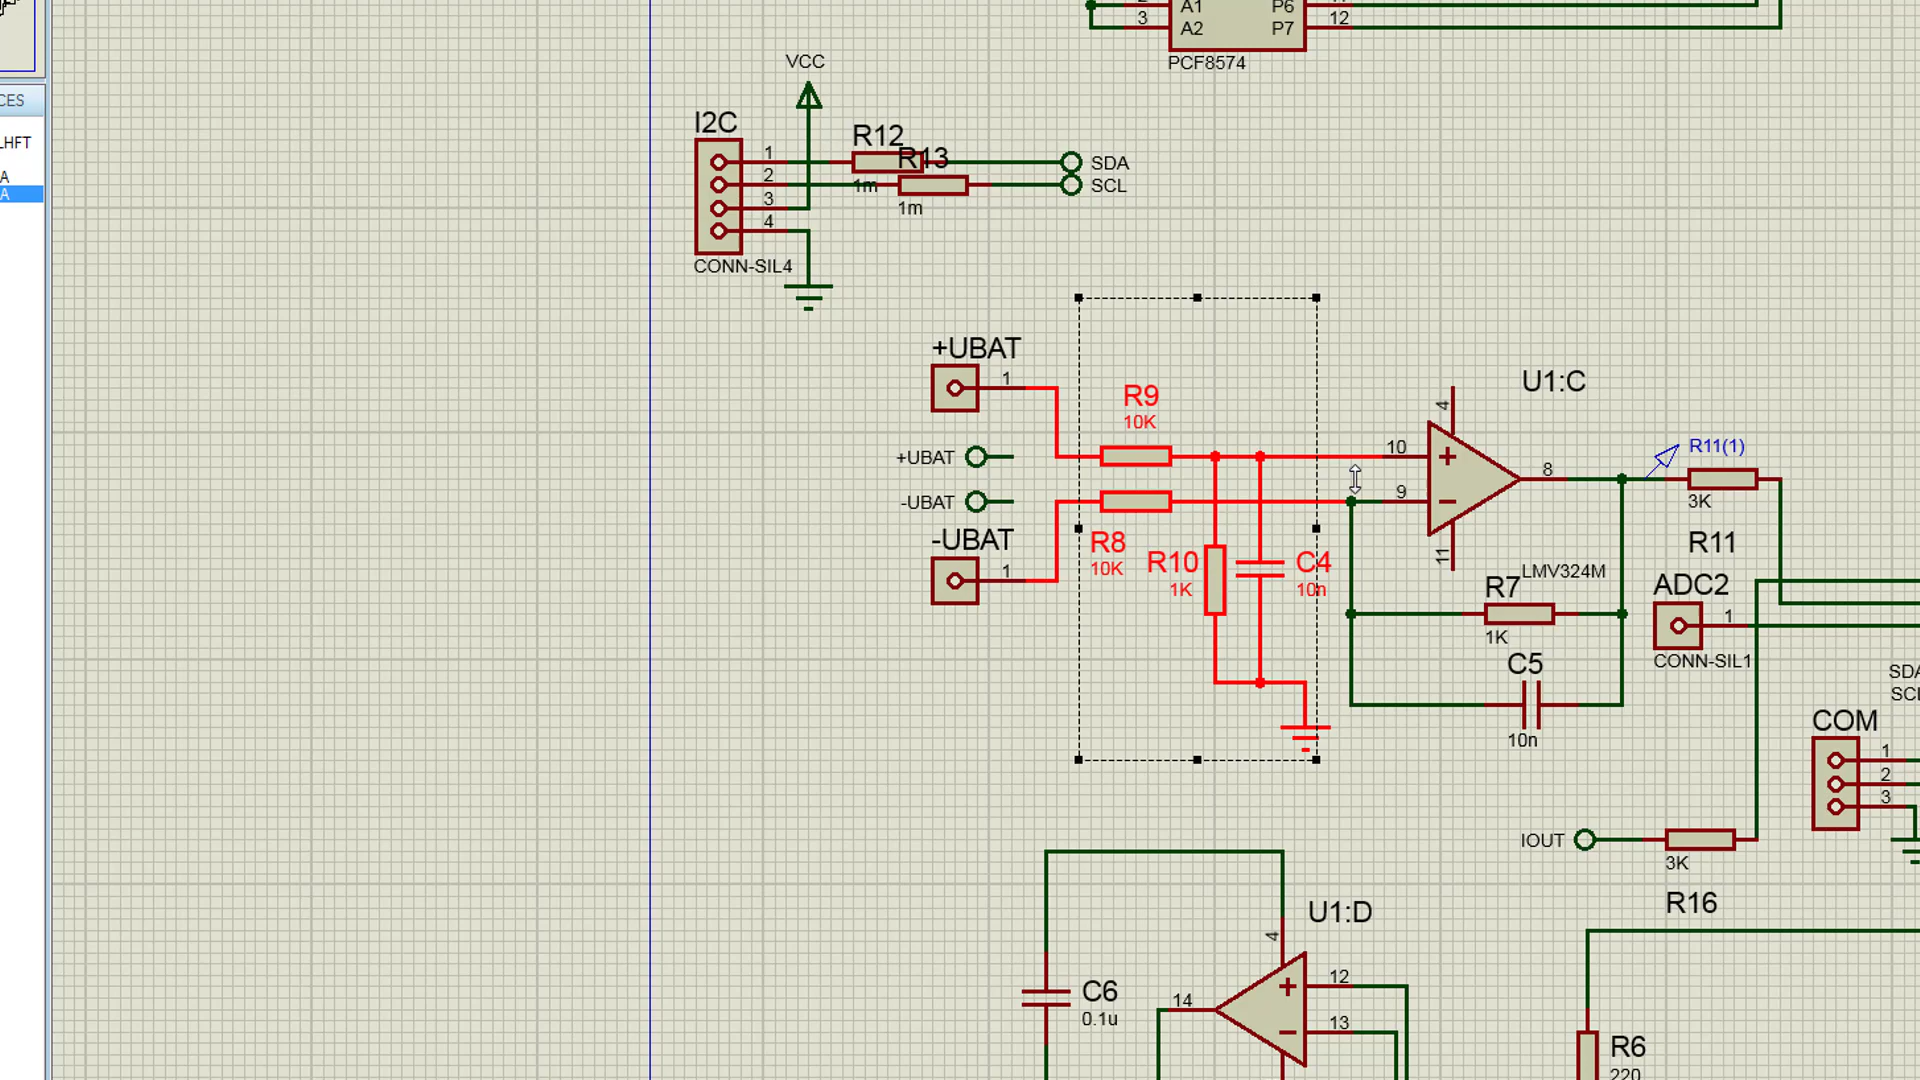 A1 P6
3 A2 P7 12
PCF8574
VCC
CES
LHFT
A
A
I2C
1
2
3
4
CONN-SIL4
R12
1m
R13
1m
SDA
SCL
+UBAT
1
+UBAT
-UBAT
-UBAT
1
R9
10K
R8
10K
R10
1K
C4
10n
U1:C
4
10
9
8
11
LMV324M
R11(1)
3K
R11
R7
1K
C5
10n
ADC2
1
CONN-SIL1
SDA
SCL
COM
1
2
3
IOUT
3K
R16
U1:D
4
12
13
14
C6
0.1u
R6
220